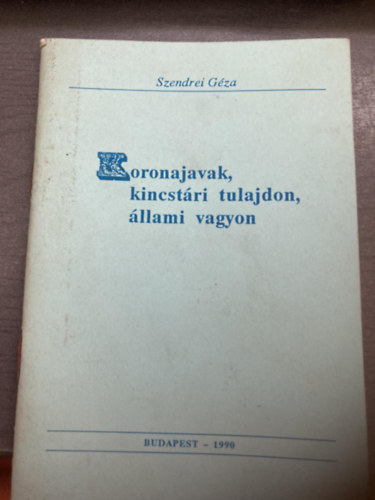 Szendrei Géza
Koronajavak,
kincstári tulajdon,
állami vagyon
BUDAPEST – 1990